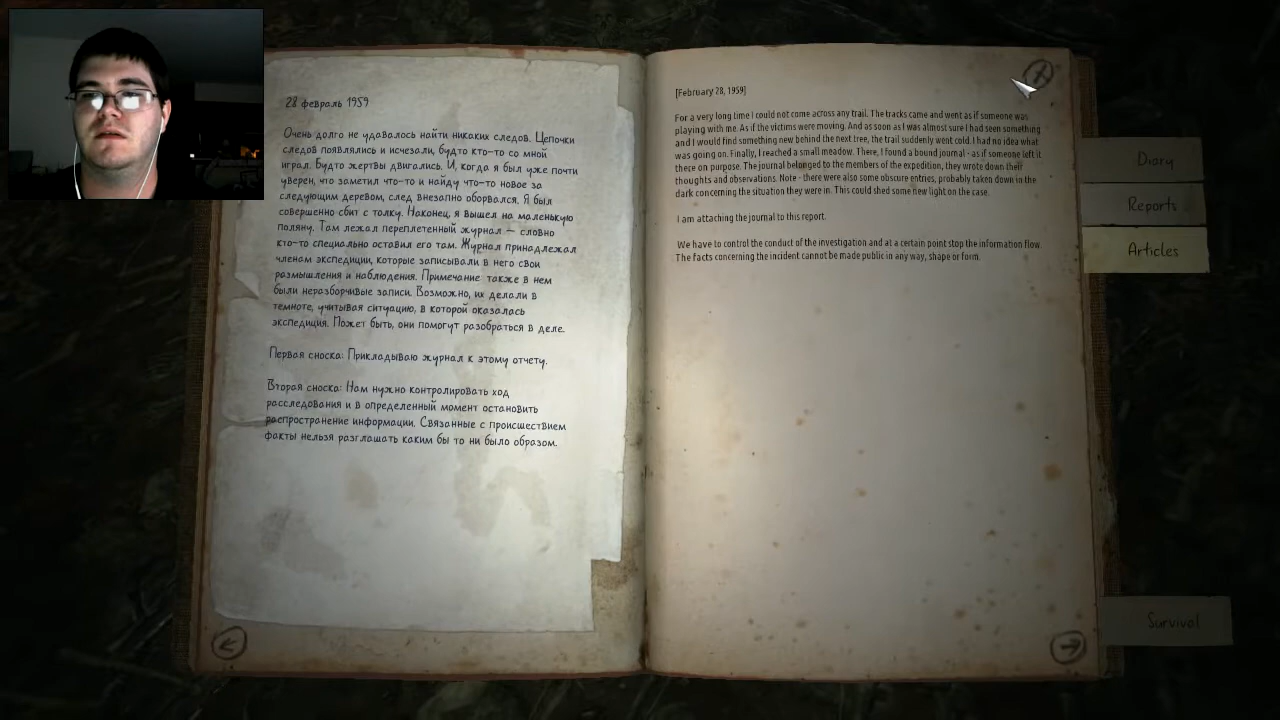 28 февраль 1959
Очень долго не удавалось найти никаких следов. Цепочки
следов появлялись и исчезали, будто кто-то со мной
играл. Будто жертвы двигались. И, когда я был уже почти
уверен, что заметил что-то и найду что-то новое за
следующим деревом, след внезапно оборвался. Я был
совершенно сбит с толку. Наконец, я вышел на маленькую
поляну. Там лежал переплетенный журнал — словно
кто-то специально оставил его там. Журнал принадлежал
членам экспедиции, которые записывали в него свои
размышления и наблюдения. Примечание также в нем
были неразборчивые записи. Возможно, их делали в
темноте, учитывая ситуацию, в которой оказалась
экспедиция. Может быть, они помогут разобраться в деле.
Первая сноска: Прикладываю журнал к этому отчету.
Вторая сноска: Нам нужно контролировать ход
расследования и в определенный момент остановить
распространение информации. Связанные с происшествием
факты нельзя разглашать каким бы то ни было образом.
[February 28, 1959]
For a very long time I could not come across any trail. The tracks came and went as if someone was
playing with me. As if the victims were moving. And as soon as I was almost sure I had seen something
and I would find something new behind the next tree, the trail suddenly went cold. I had no idea what
was going on. Finally, I reached a small meadow. There, I found a bound journal - as if someone left it
there on purpose. The journal belonged to the members of the expedition, they wrote down their
thoughts and observations. Note - there were also some obscure entries, probably taken down in the
dark concerning the situation they were in. This could shed some new light on the case.
I am attaching the journal to this report.
We have to control the conduct of the investigation and at a certain point stop the information flow.
The facts concerning the incident cannot be made public in any way, shape or form.
Diary
Reports
Articles
Survival